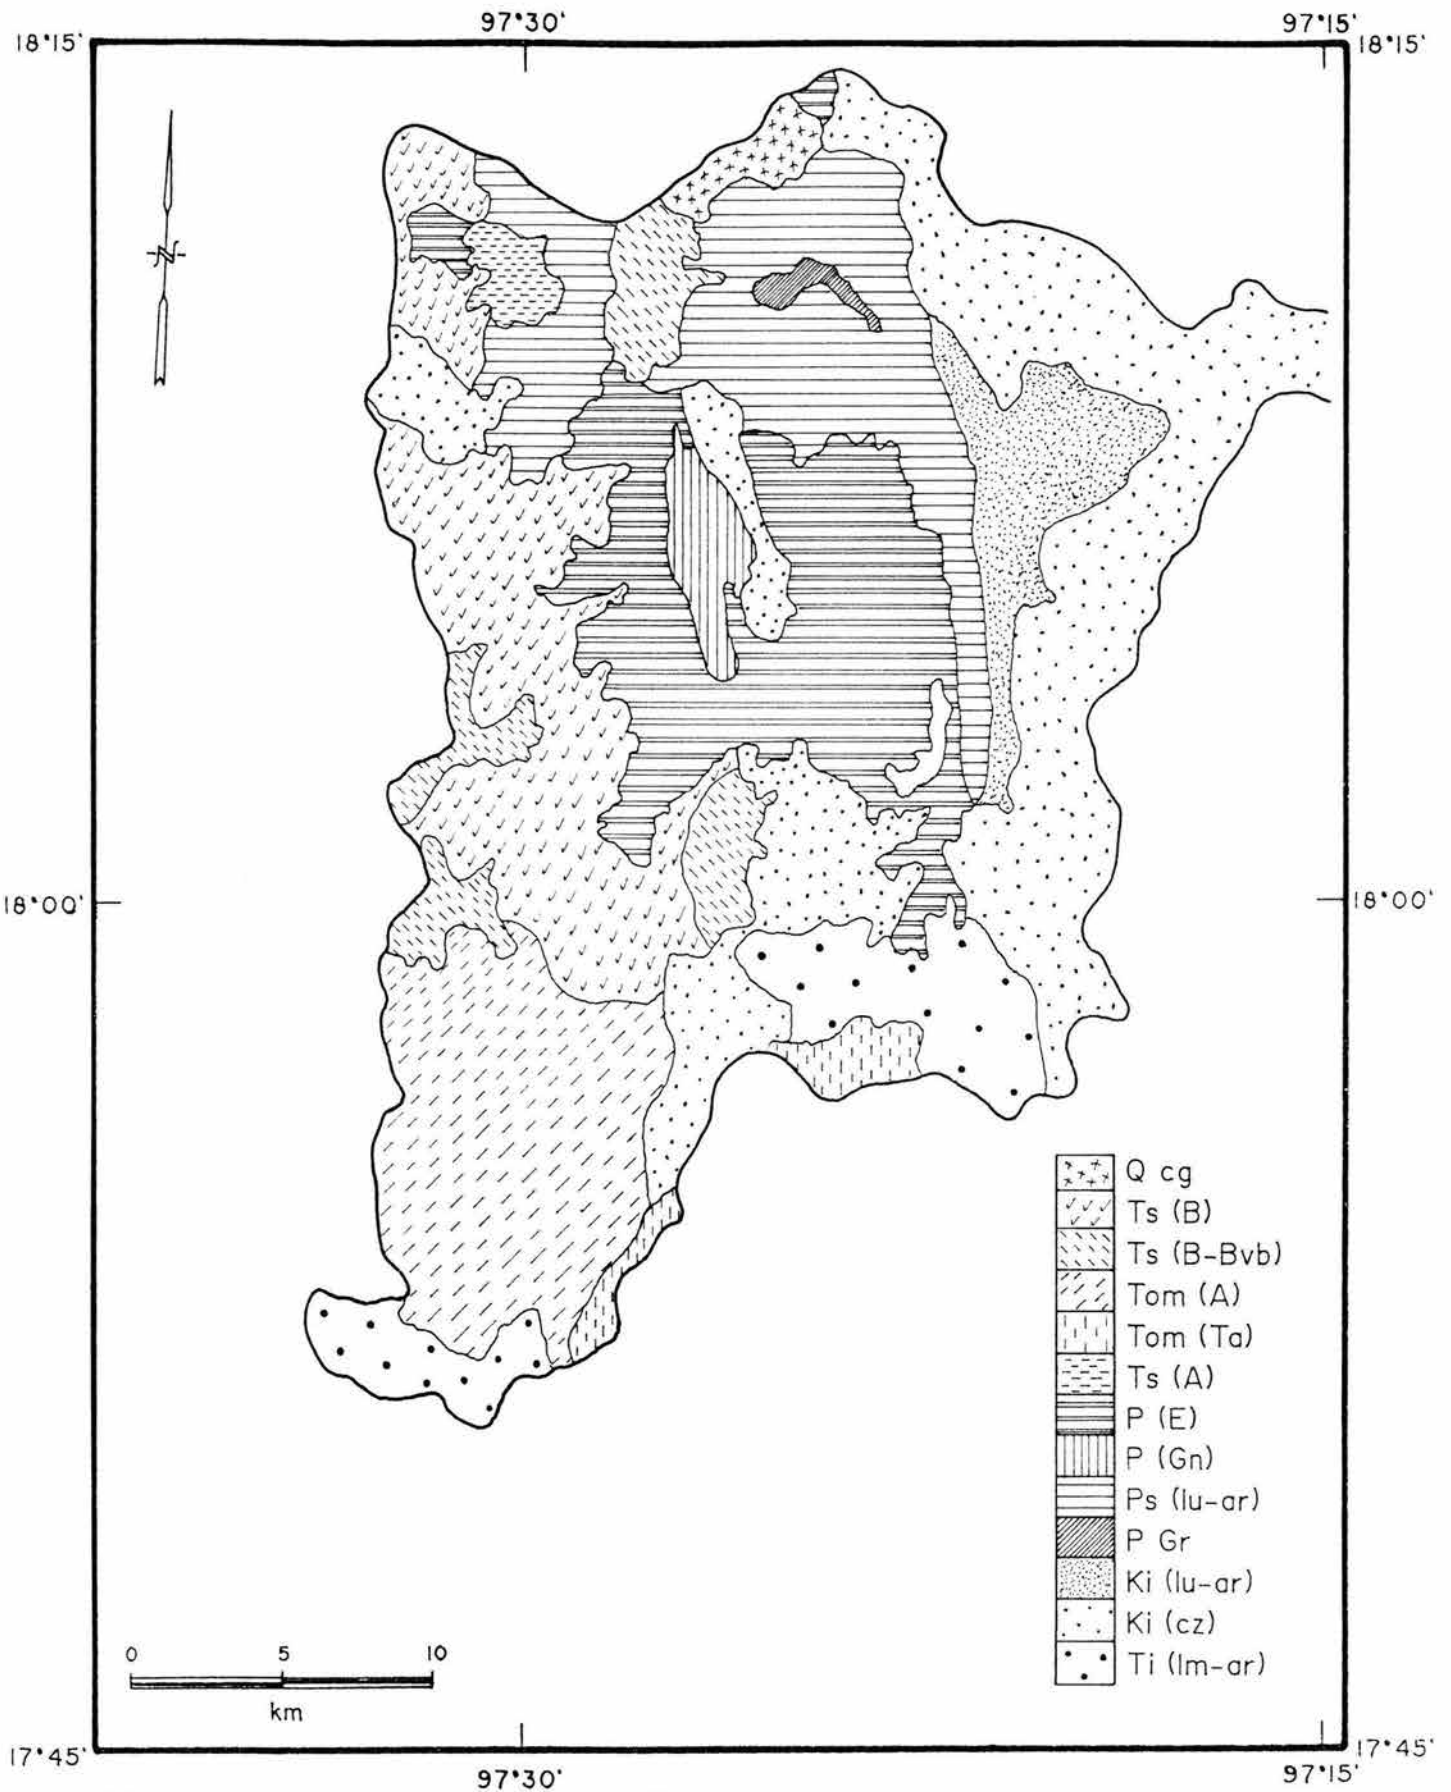 97°30' 97°15'
18°15' 18°15'
18°00' 18°00'
Q cg
Ts (B)
Ts (B-Bvb)
Tom (A)
Tom (Ta)
Ts (A)
P (E)
P (Gn)
Ps (lu-ar)
P Gr
Ki (lu-ar)
Ki (cz)
Ti (lm-ar)
0 5 10
km
17°45' 17°45'
97°30' 97°15'